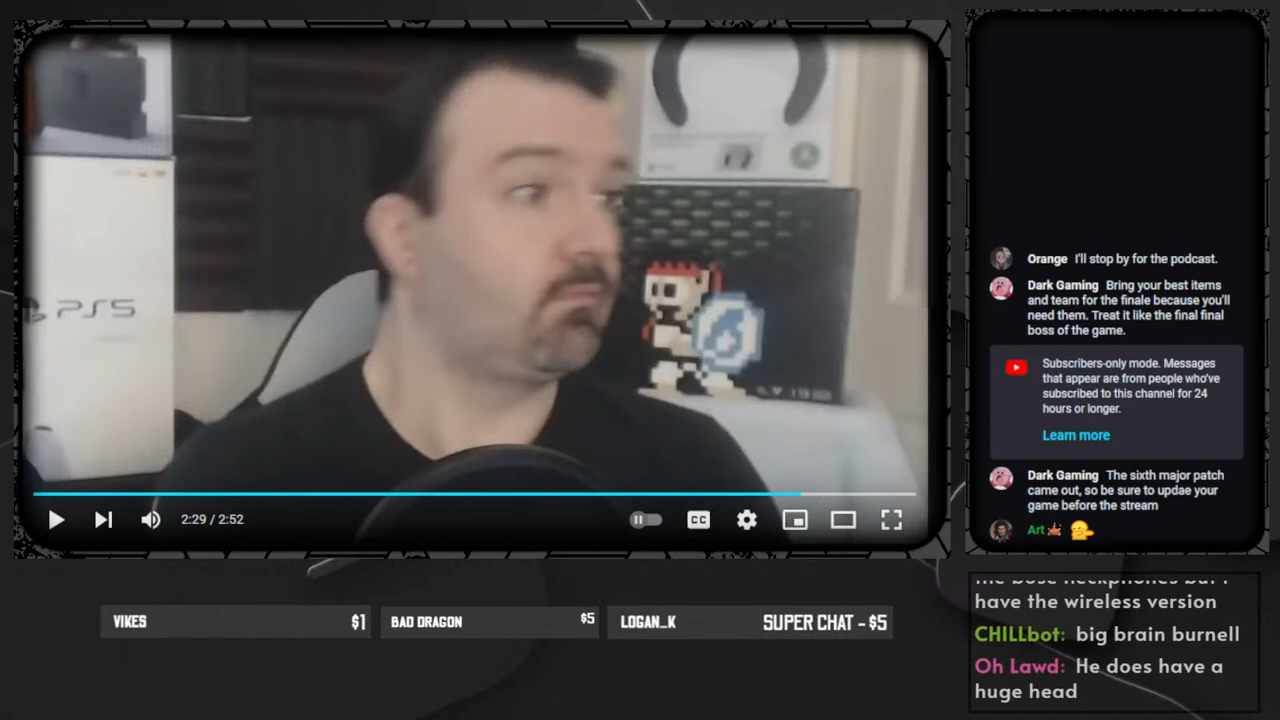 PS5
2:29 / 2:52
CC
Orange I'll stop by for the podcast.
Dark Gaming Bring your best items
and team for the finale because you'll
need them. Treat it like the final final
boss of the game.
Subscribers-only mode. Messages
that appear are from people who've
subscribed to this channel for 24
hours or longer.
Learn more
Dark Gaming The sixth major patch
came out, so be sure to updae your
game before the stream
Art
VIKES $1
BAD DRAGON $5
LOGAN_K SUPER CHAT - $5
me bose neckphones but I
have the wireless version
CHILLbot: big brain burnell
Oh Lawd: He does have a
huge head